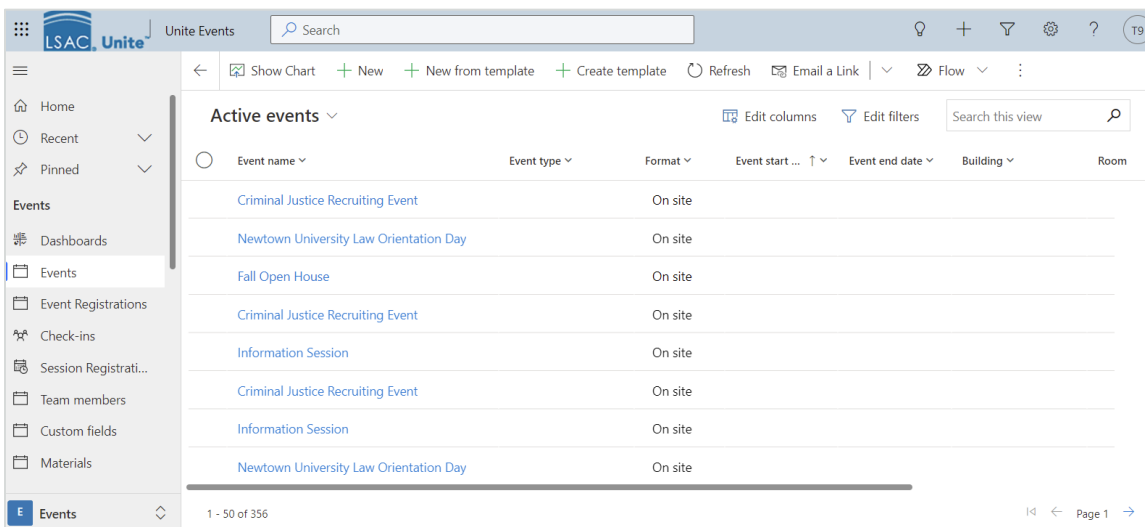 LSAC Unite Unite Events Search ? T9
Show Chart New New from template Create template Refresh Email a Link Flow
Home
Recent
Pinned
Events
Dashboards
Events
Event Registrations
Check-ins
Session Registrati...
Team members
Custom fields
Materials
E Events
Active events Edit columns Edit filters Search this view
Event name Event type Format Event start ... ↑ Event end date Building Room
Criminal Justice Recruiting Event On site
Newtown University Law Orientation Day On site
Fall Open House On site
Criminal Justice Recruiting Event On site
Information Session On site
Criminal Justice Recruiting Event On site
Information Session On site
Newtown University Law Orientation Day On site
1 - 50 of 356 Page 1